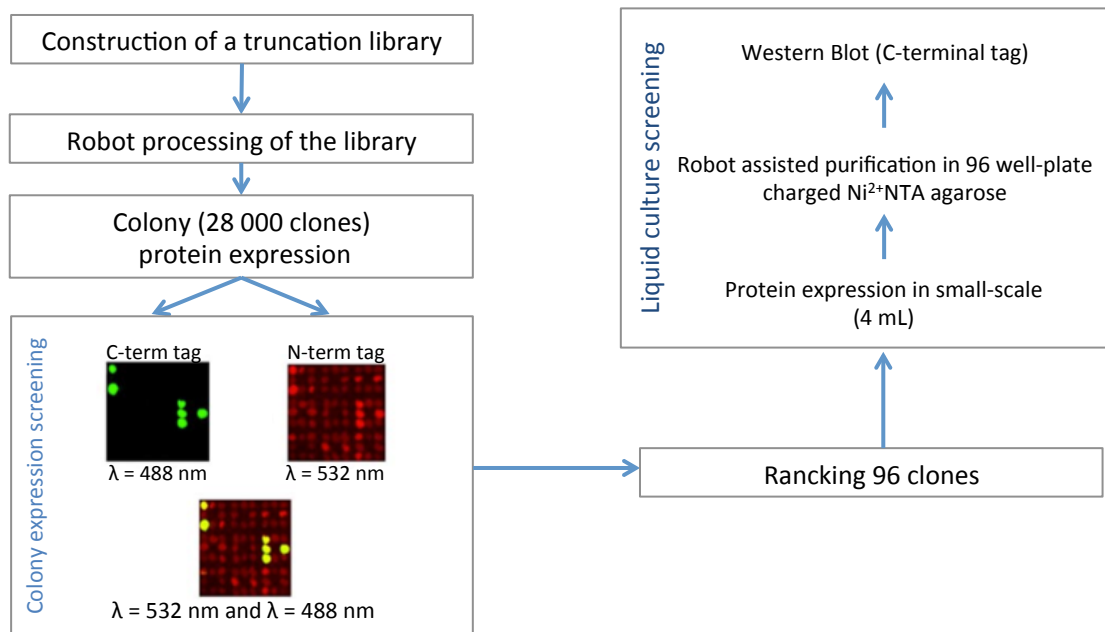 Construction of a truncation library
Robot processing of the library
Colony (28 000 clones)
protein expression
Colony expression screening
C-term tag
N-term tag
λ = 488 nm
λ = 532 nm
λ = 532 nm and λ = 488 nm
Rancking 96 clones
Liquid culture screening
Western Blot (C-terminal tag)
Robot assisted purification in 96 well-plate
charged Ni²⁺NTA agarose
Protein expression in small-scale
(4 mL)